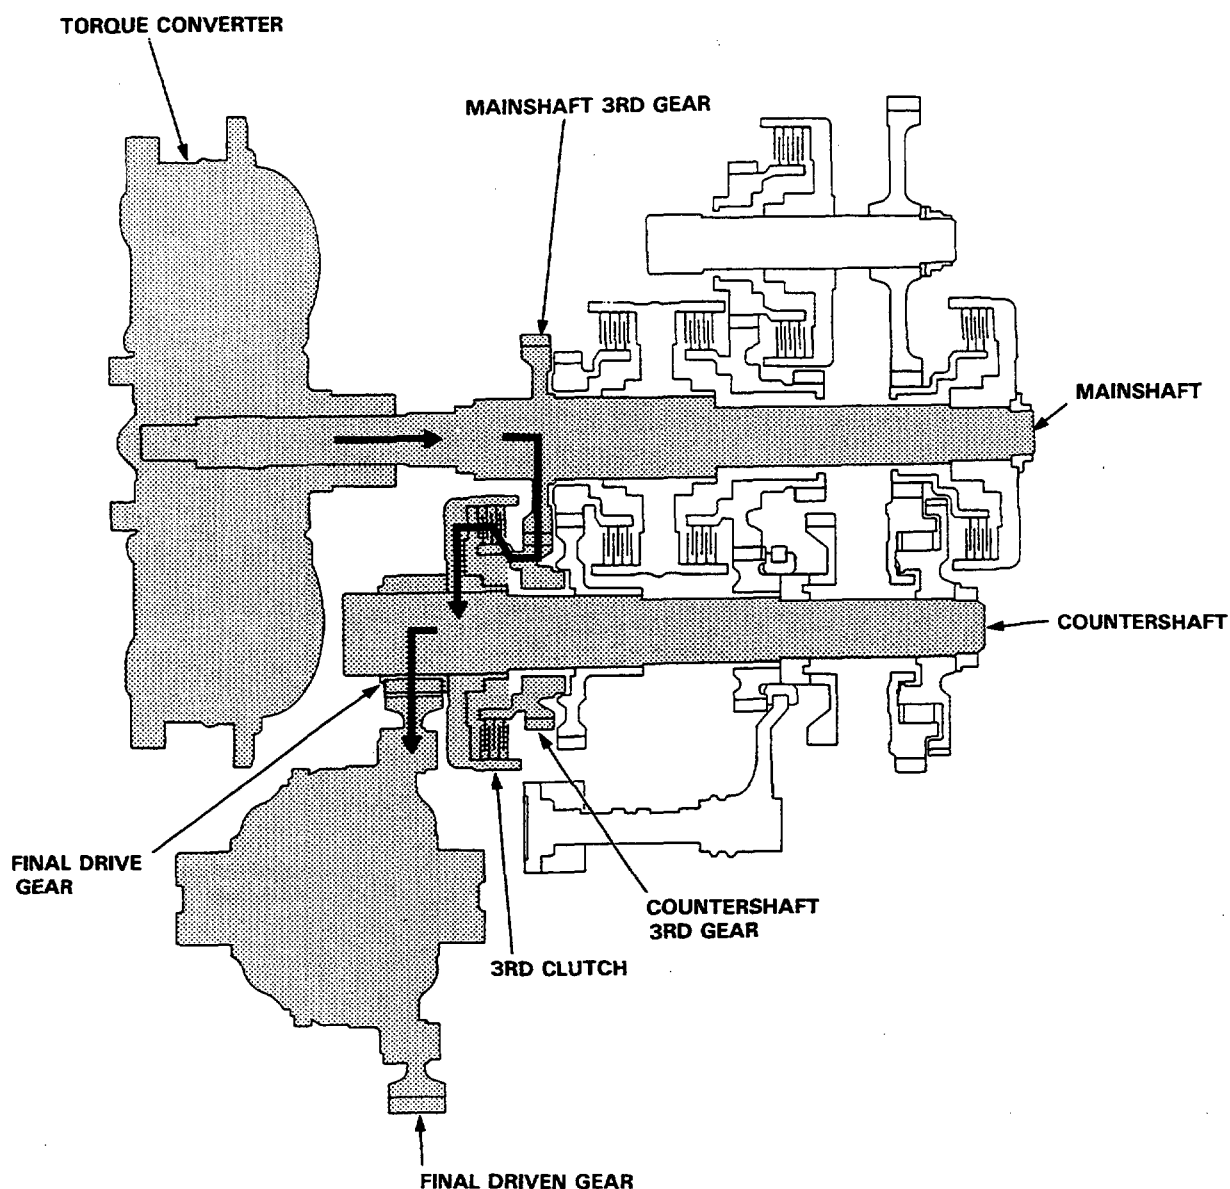 TORQUE CONVERTER
MAINSHAFT 3RD GEAR
MAINSHAFT
COUNTERSHAFT
FINAL DRIVE
GEAR
COUNTERSHAFT
3RD GEAR
3RD CLUTCH
FINAL DRIVEN GEAR